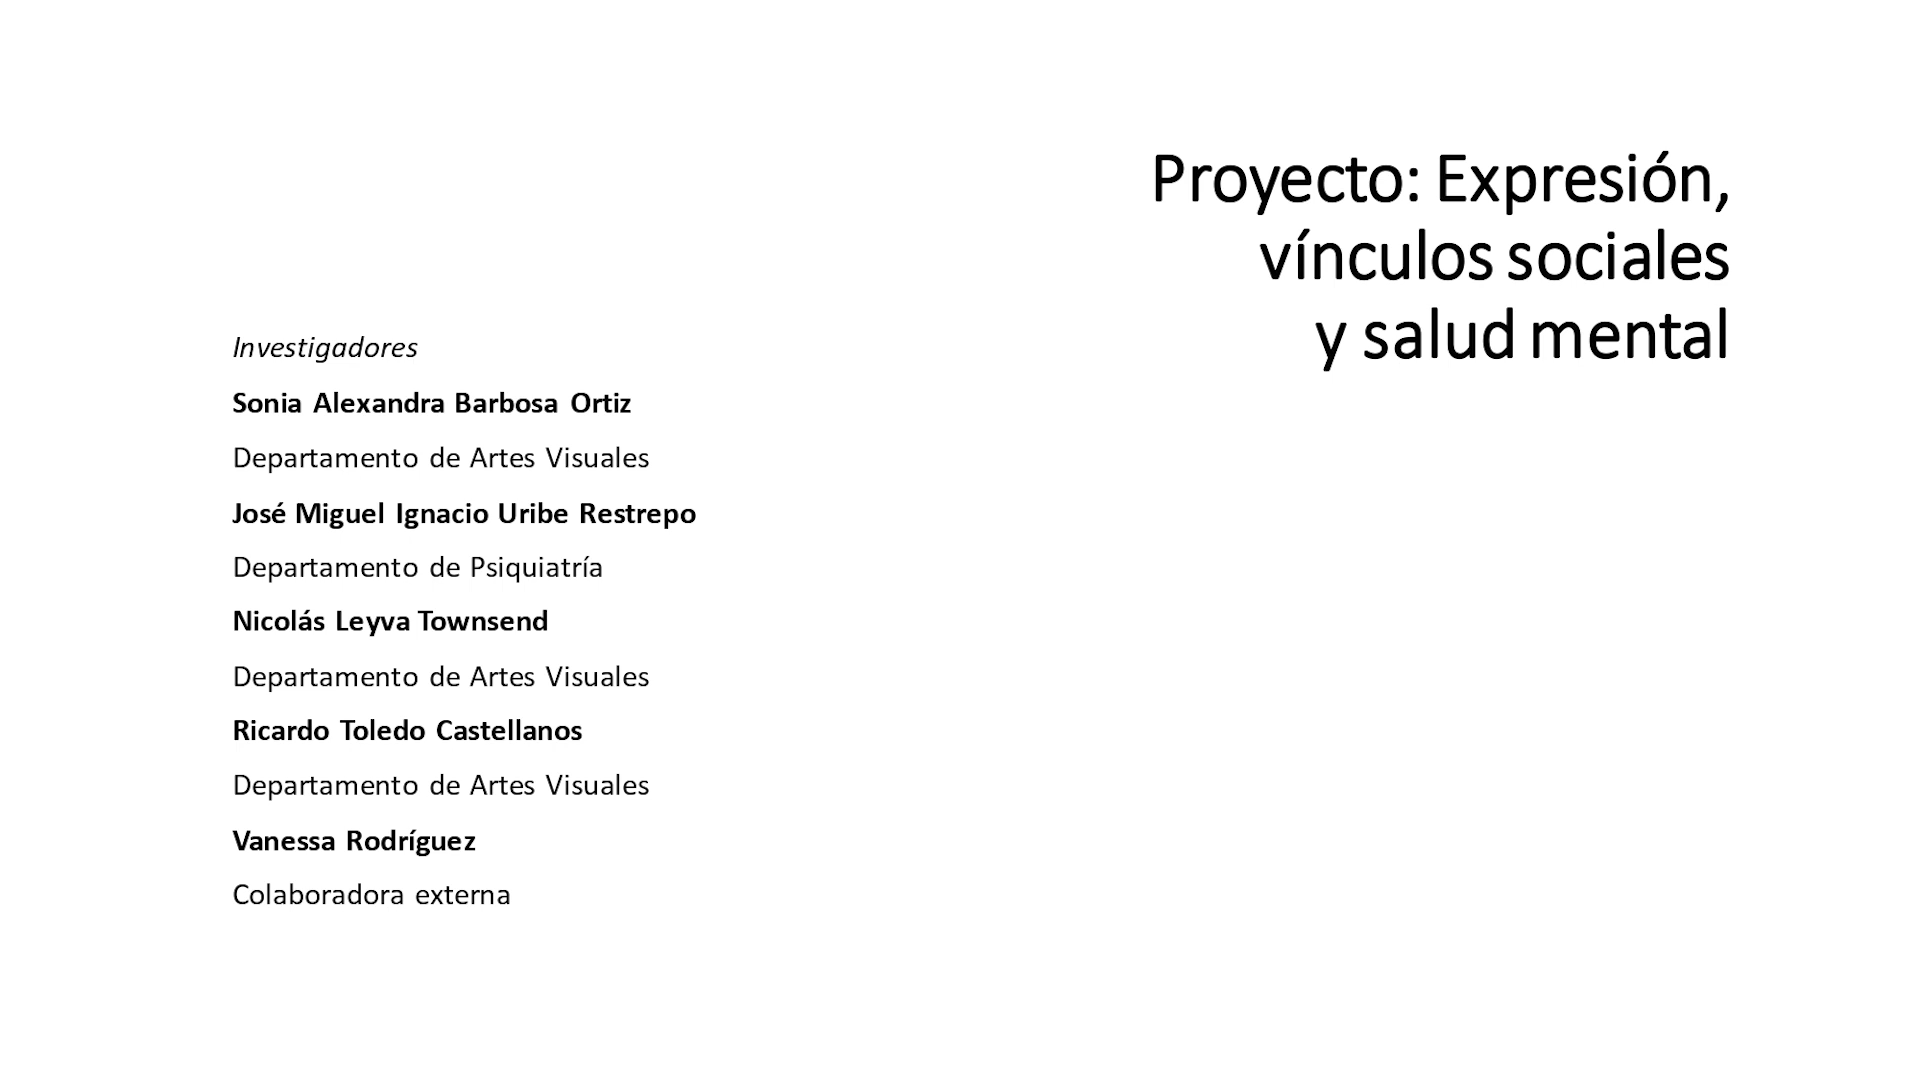 Proyecto: Expresión,
vínculos sociales
y salud mental
Investigadores
Sonia Alexandra Barbosa Ortiz
Departamento de Artes Visuales
José Miguel Ignacio Uribe Restrepo
Departamento de Psiquiatría
Nicolás Leyva Townsend
Departamento de Artes Visuales
Ricardo Toledo Castellanos
Departamento de Artes Visuales
Vanessa Rodríguez
Colaboradora externa